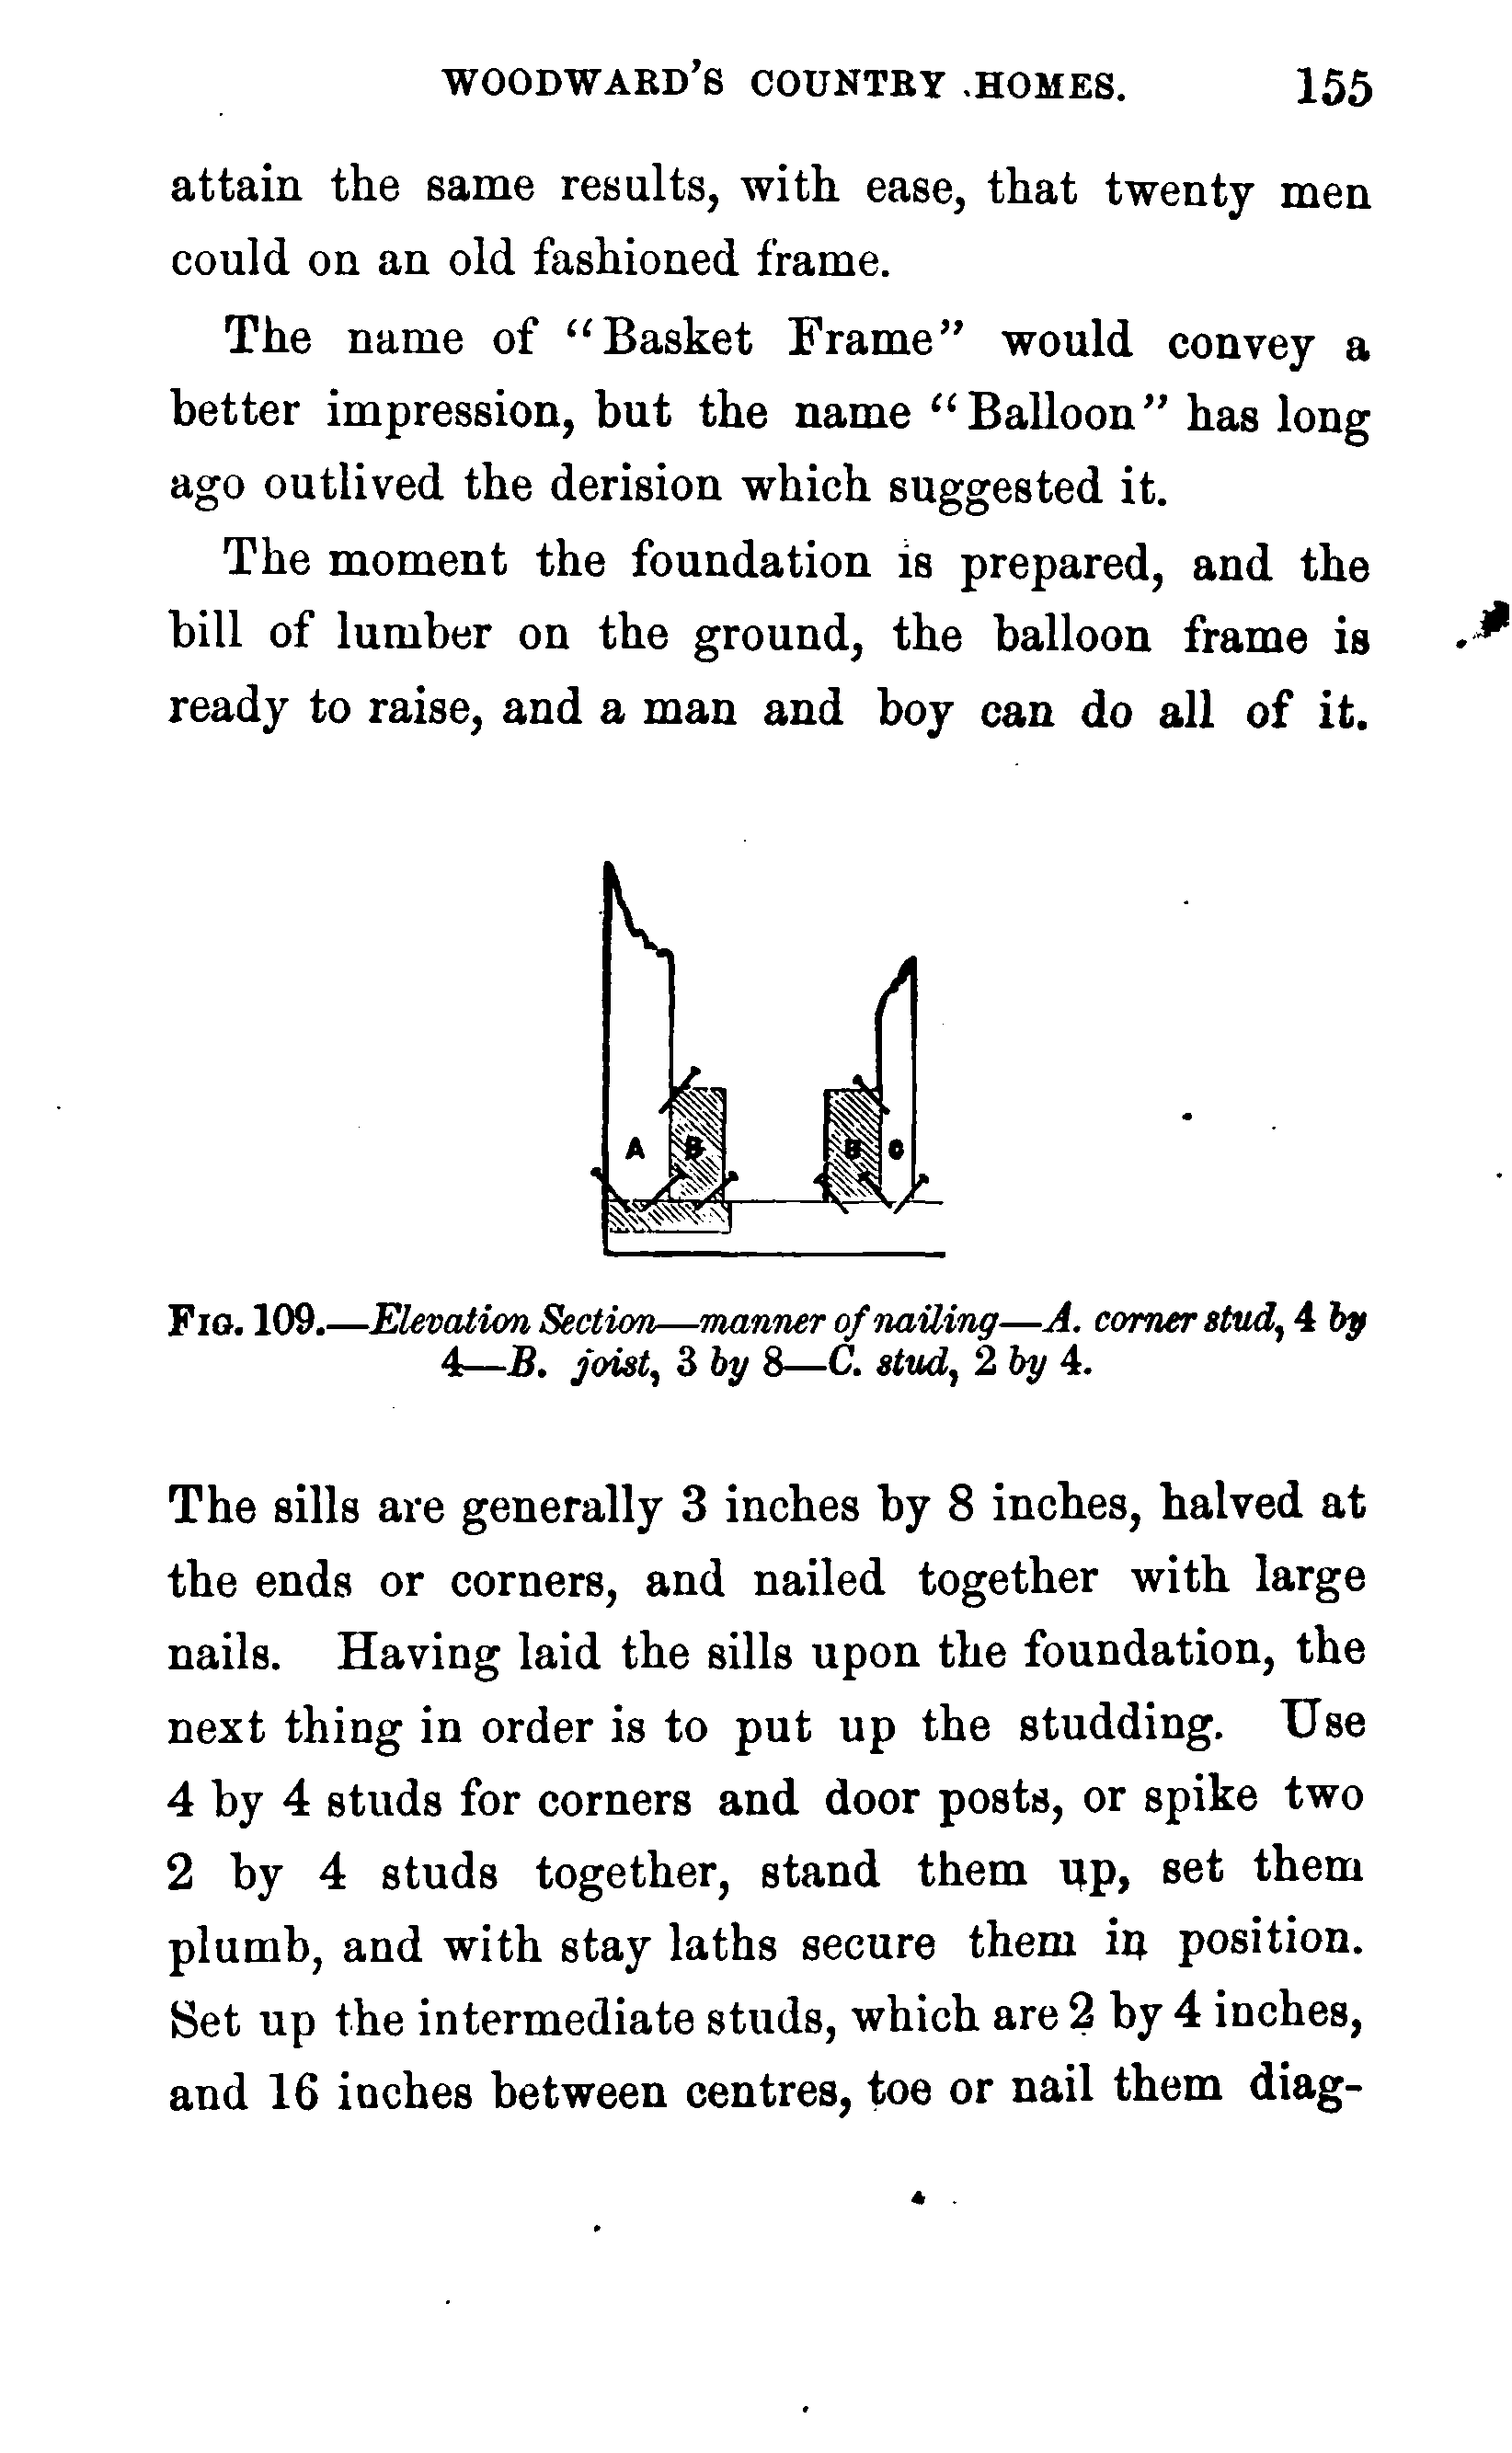 WOODWARD'S COUNTRY HOMES. 155
attain the same results, with ease, that twenty men
could on an old fashioned frame.
The name of "Basket Frame" would convey a
better impression, but the name "Balloon" has long
ago outlived the derision which suggested it.
The moment the foundation is prepared, and the
bill of lumber on the ground, the balloon frame is
ready to raise, and a man and boy can do all of it.
A B B C
FIG. 109.—Elevation Section—manner of nailing—A. corner stud, 4 by
4—B. joist, 3 by 8—C. stud, 2 by 4.
The sills are generally 3 inches by 8 inches, halved at
the ends or corners, and nailed together with large
nails. Having laid the sills upon the foundation, the
next thing in order is to put up the studding. Use
4 by 4 studs for corners and door posts, or spike two
2 by 4 studs together, stand them up, set them
plumb, and with stay laths secure them in position.
Set up the intermediate studs, which are 2 by 4 inches,
and 16 inches between centres, toe or nail them diag-